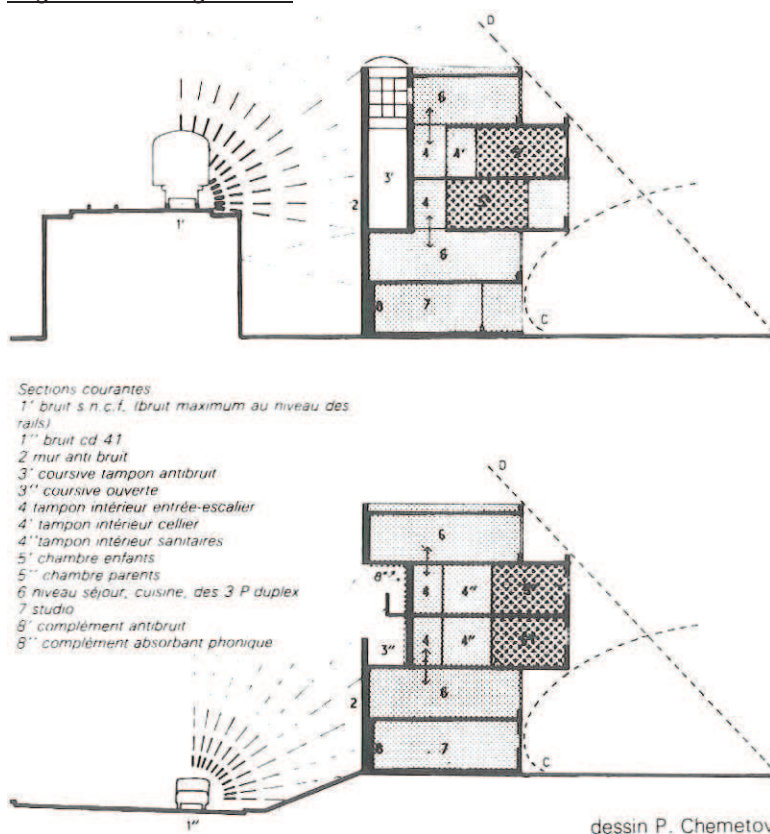 D
6
4
4'
3'
4
2
1'
6
8
7
C
Sections courantes
1' bruit s.n.c.f. (bruit maximum au niveau des
rails)
1'' bruit cd 41
2 mur anti bruit
3' coursive tampon antibruit
3'' coursive ouverte
4 tampon intérieur entrée-escalier
4' tampon intérieur cellier
4'' tampon intérieur sanitaires
5' chambre enfants
5'' chambre parents
6 niveau séjour, cuisine, des 3 P duplex
7 studio
8' complément antibruit
8'' complément absorbant phonique
D
6
8''
4
4''
3''
4
4''
2
6
8
7
C
1''
dessin P. Chemetov